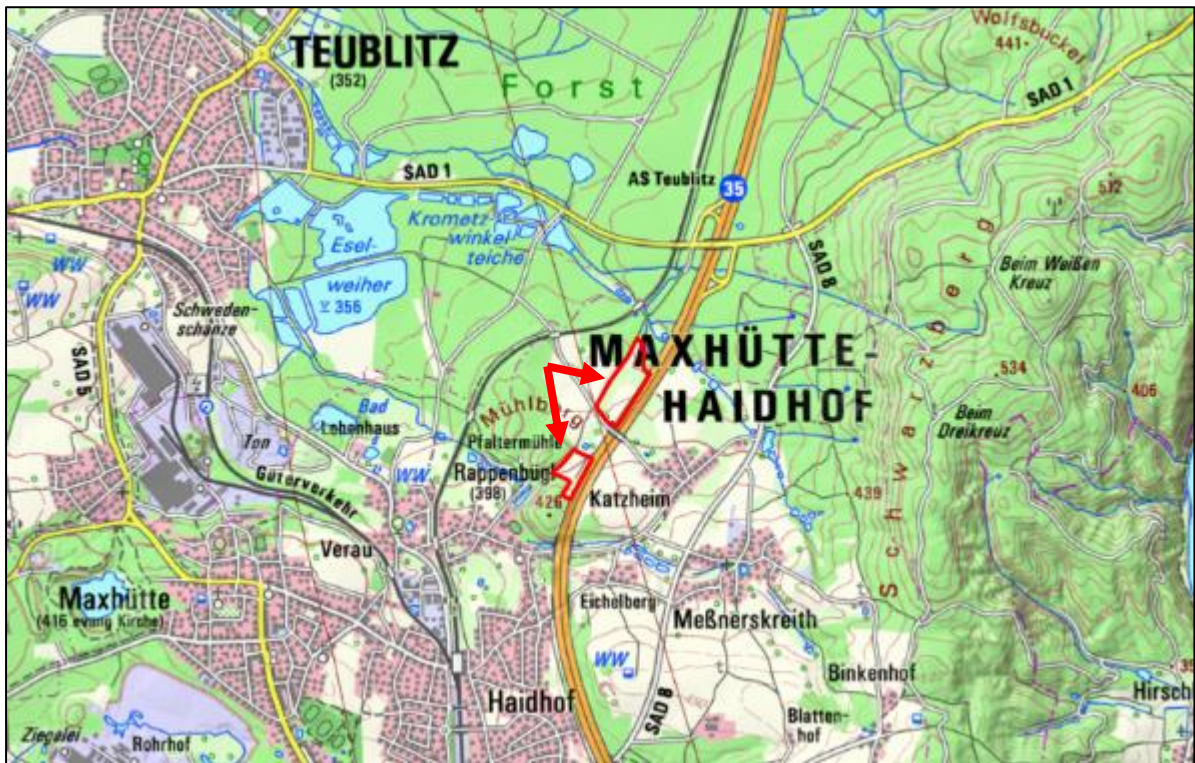 Wolfsbuckel
441
TEUBLITZ
(352)
Forst
SAD 1
SAD 1
AS Teublitz
35
532
Krometz-
winkel-
teiche
Esel-
weiher
356
SAD 8
Beim Weißen
Kreuz
WW
WW
Schweden-
schanze
SAD 5
MAXHÜTTE-
HAIDHOF
534
406
Beim
Dreikreuz
Schwarzberg
Mühlberg
Bad
Lobenhaus
Ton
Pfaltermühle
WW
Rappenbügl
(398)
426
Katzheim
439
Güterverkehr
Verau
Maxhütte
(416 evang Kirche)
Eichelberg
Meßnerskreith
WW
Binkenhof
Haidhof
SAD 8
Blatten-
hof
Hirsch
Ziegelei
Rohrhof